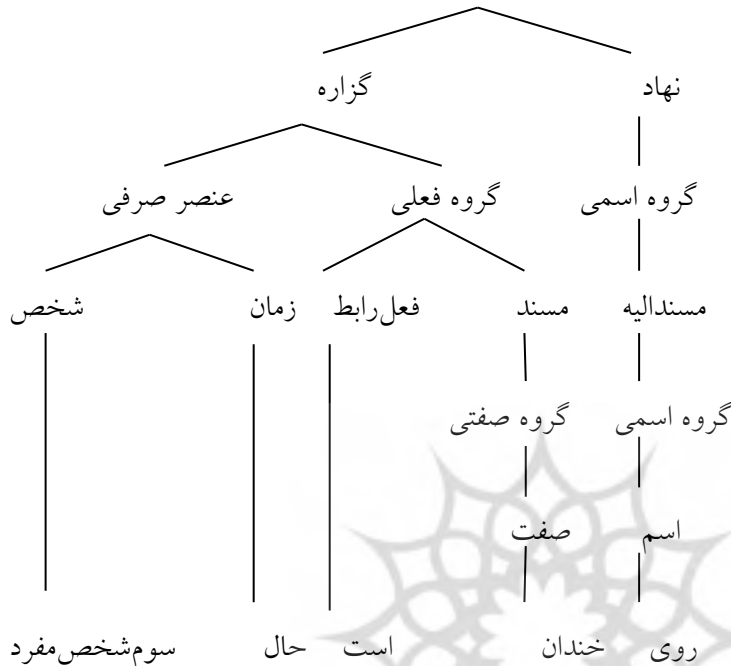 نهاد گزاره
گروه اسمی گروه فعلی عنصر صرفی
مسندالیه مسند فعل‌رابط زمان شخص
گروه اسمی گروه صفتی
اسم صفت
روی خندان است حال سوم‌شخص‌مفرد